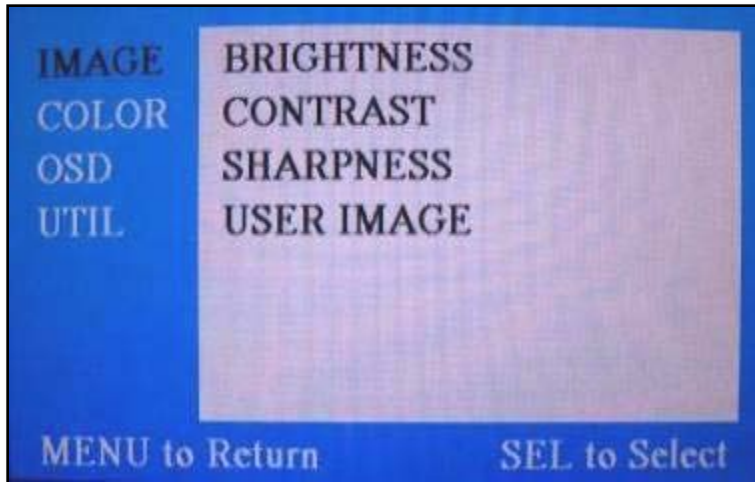 IMAGE BRIGHTNESS
COLOR CONTRAST
OSD SHARPNESS
UTIL USER IMAGE
MENU to Return SEL to Select